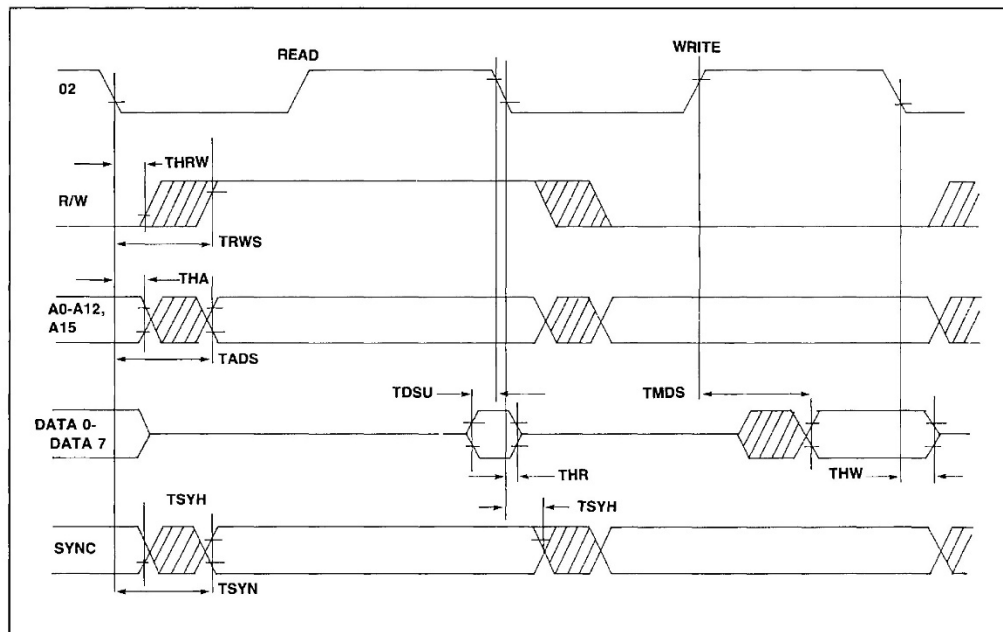 READ
WRITE
02
THRW
R/W
TRWS
THA
A0-A12,
A15
TADS
TDSU
TMDS
DATA 0-
DATA 7
THR
THW
TSYH
TSYH
SYNC
TSYN